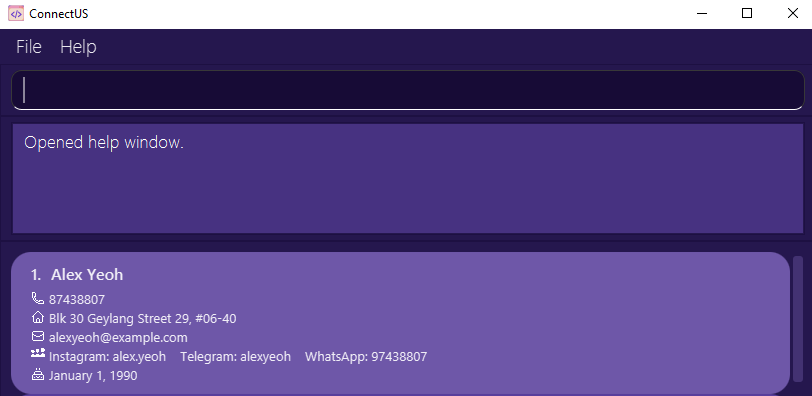 ConnectUS
File Help
Opened help window.
1. Alex Yeoh
87438807
Blk 30 Geylang Street 29, #06-40
alexyeoh@example.com
Instagram: alex.yeoh Telegram: alexyeoh WhatsApp: 97438807
January 1, 1990